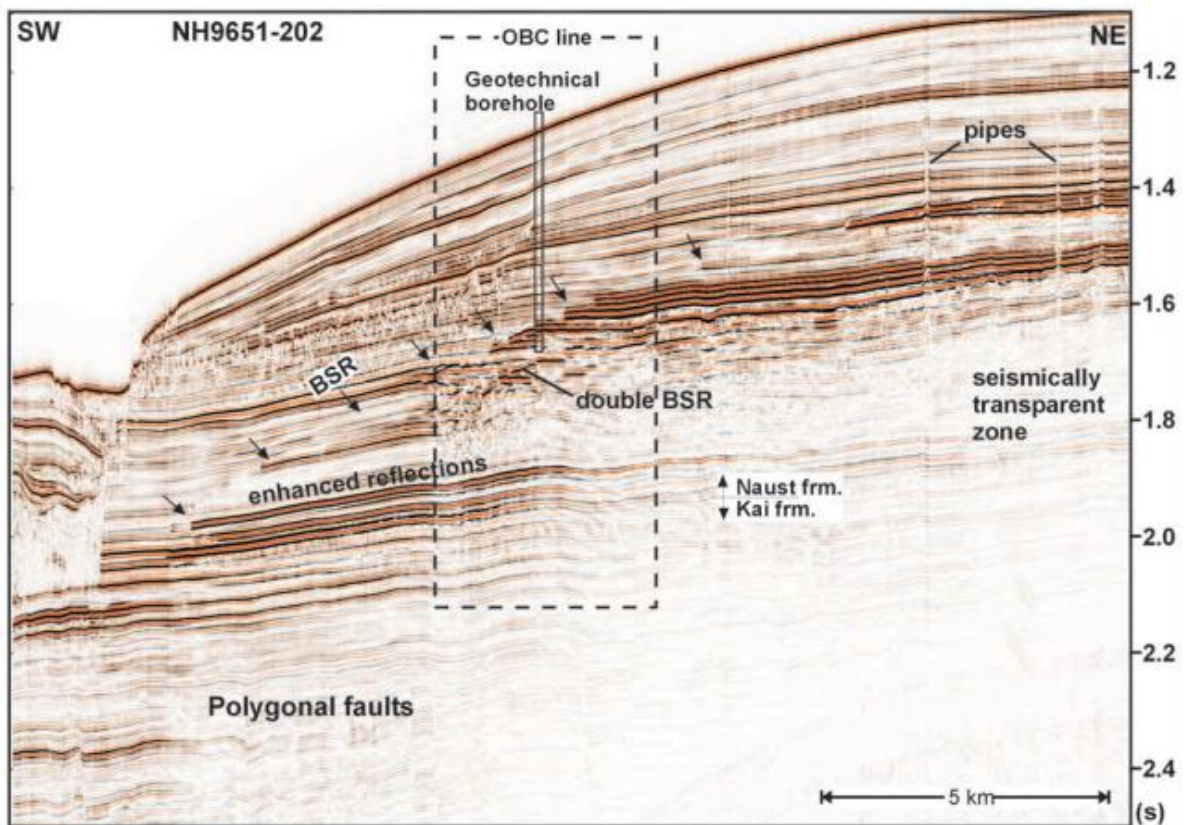 SW
NH9651-202
OBC line
NE
Geotechnical
borehole
1.2
pipes
1.4
1.6
BSR
double BSR
seismically
transparent
zone
1.8
enhanced reflections
Naust frm.
Kai frm.
2.0
2.2
Polygonal faults
2.4
5 km
(s)